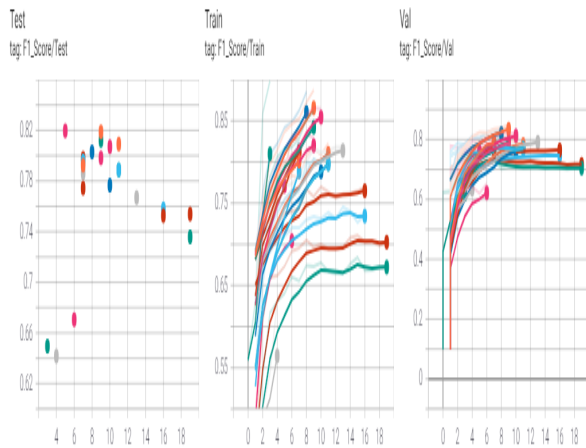 Test
tag: F1_Score/Test
0.82
0.78
0.74
0.7
0.66
0.62
4 6 8 10 12 14 16 18
Train
tag: F1_Score/Train
0.85
0.75
0.65
0.55
0 2 4 6 8 10 12 14 16 18
Val
tag: F1_Score/Val
0.8
0.6
0.4
0.2
0
0 2 4 6 8 10 12 14 16 18